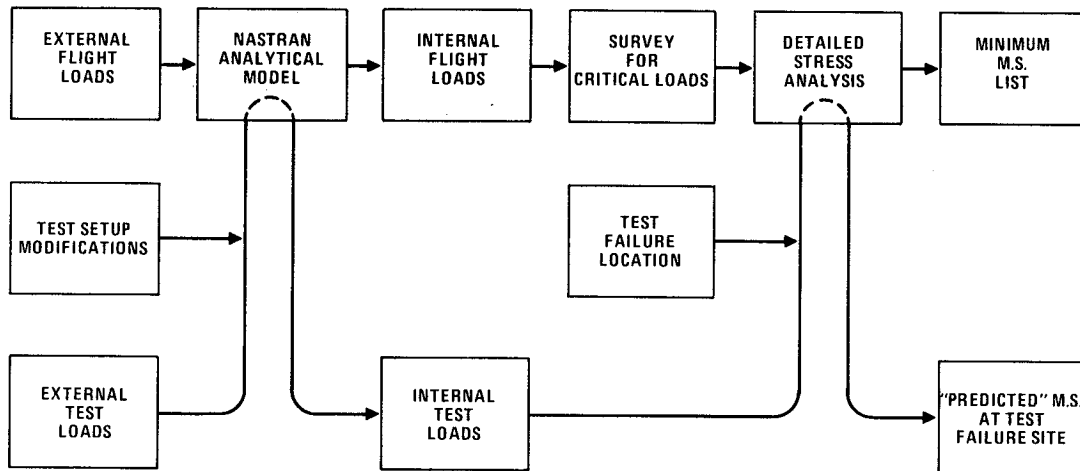 EXTERNAL
FLIGHT
LOADS
NASTRAN
ANALYTICAL
MODEL
INTERNAL
FLIGHT
LOADS
SURVEY
FOR
CRITICAL LOADS
DETAILED
STRESS
ANALYSIS
MINIMUM
M.S.
LIST
TEST SETUP
MODIFICATIONS
TEST
FAILURE
LOCATION
EXTERNAL
TEST
LOADS
INTERNAL
TEST
LOADS
"PREDICTED" M.S.
AT TEST
FAILURE SITE